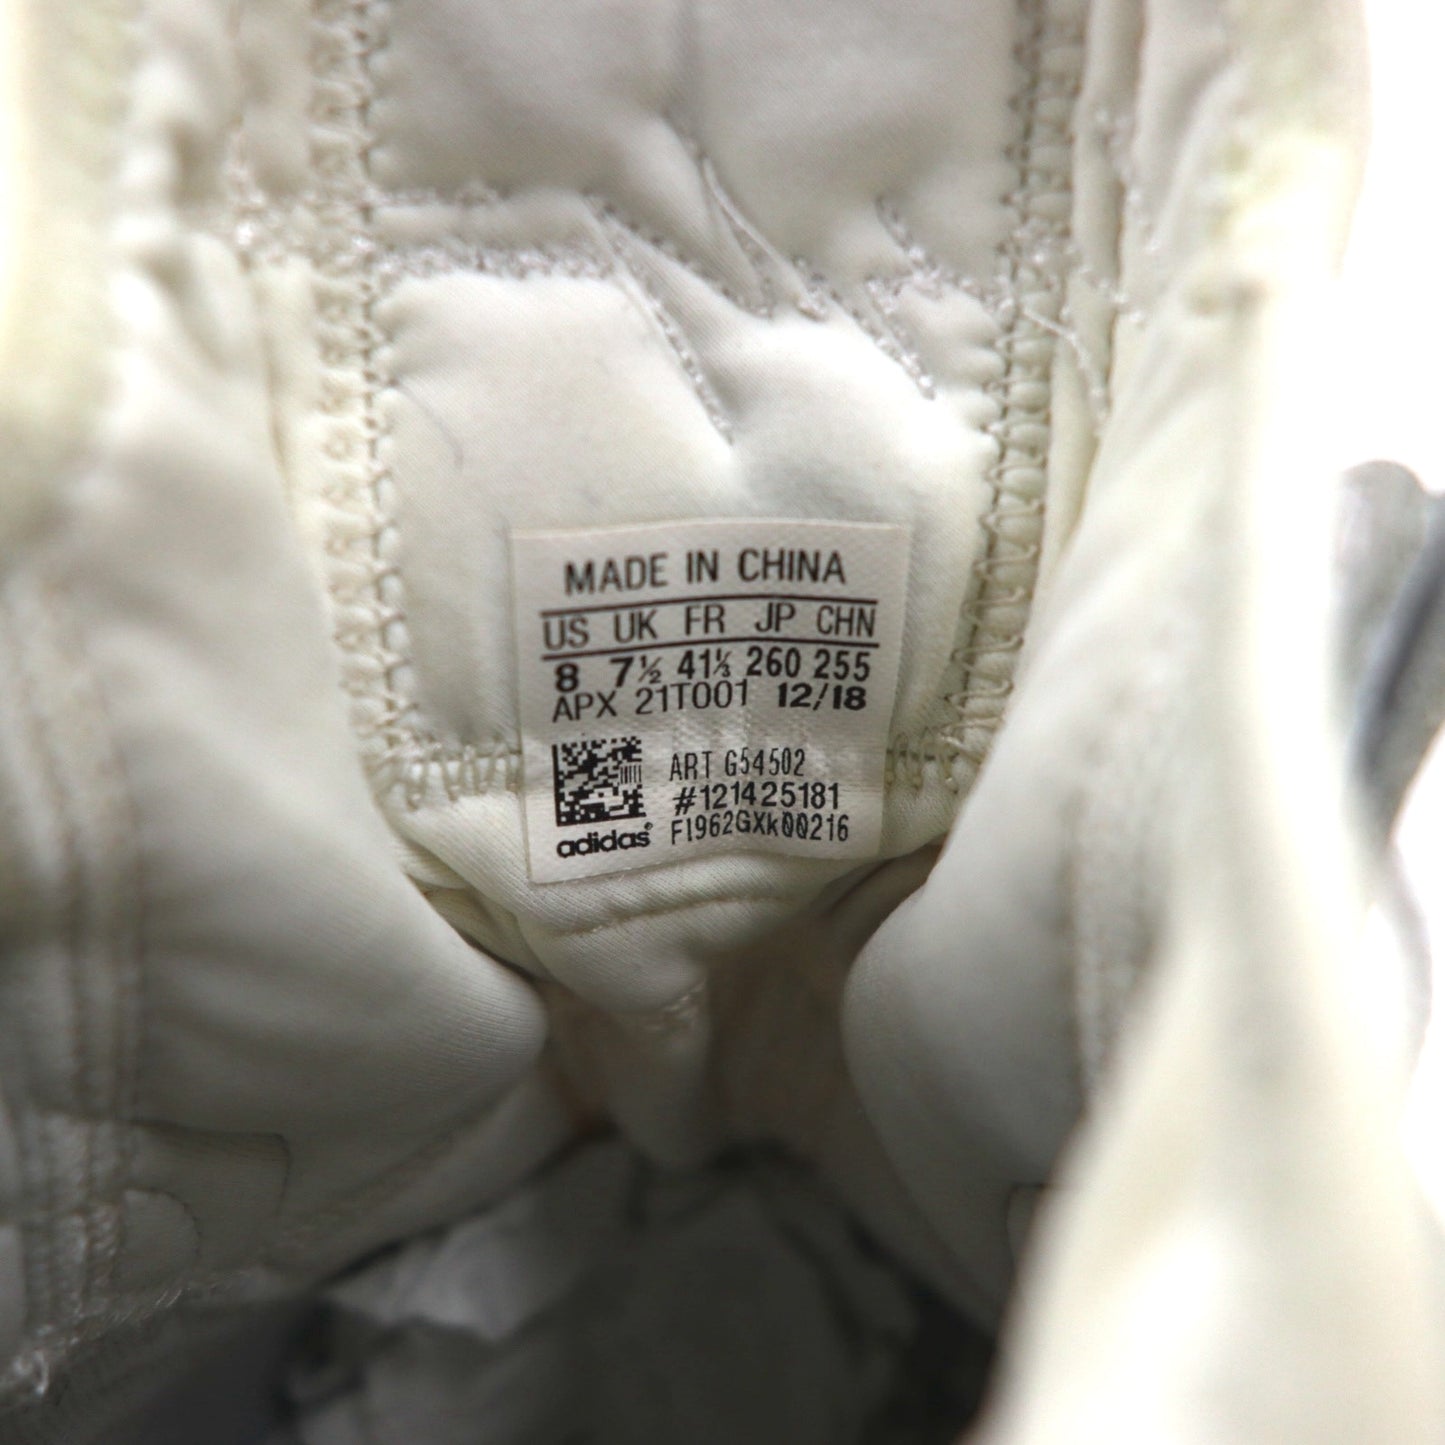 MADE IN CHINA
US UK FR JP CHN
8 7½ 41⅓ 260 255
APX 21T001 12/18
ART G54502
#121425181
adidas® F1962GXk00216